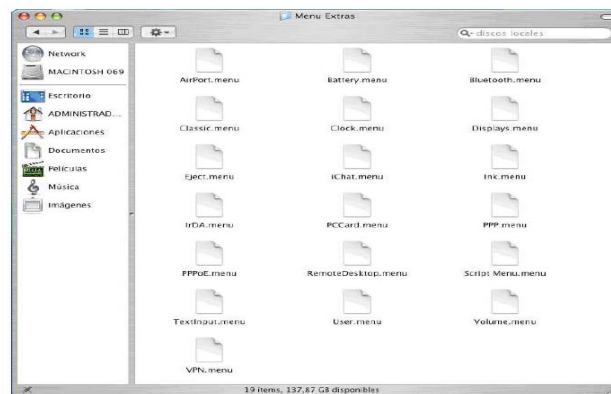 Menu Extras
discos locales
Network
MACINTOSH 069
Escritorio
ADMINISTRAD...
Aplicaciones
Documentos
Películas
Música
Imágenes
AirPort.menu Battery.menu Bluetooth.menu
Classic.menu Clock.menu Displays.menu
Eject.menu iChat.menu Ink.menu
IrDA.menu PCCard.menu PPP.menu
PPPoE.menu RemoteDesktop.menu Script Menu.menu
TextInput.menu User.menu Volume.menu
VPN.menu
19 items, 137,87 GB disponibles